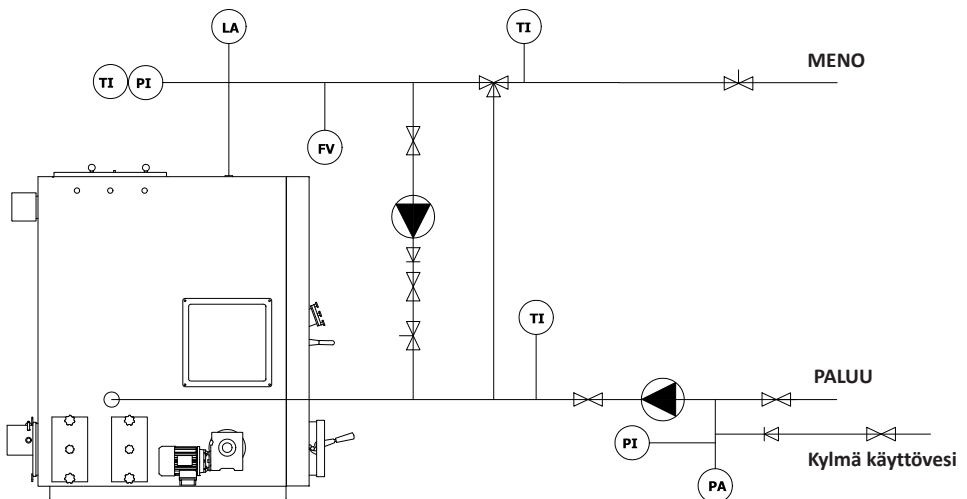 LA
TI
MENO
TI PI
FV
TI
PALUU
PI
Kylmä käyttövesi
PA